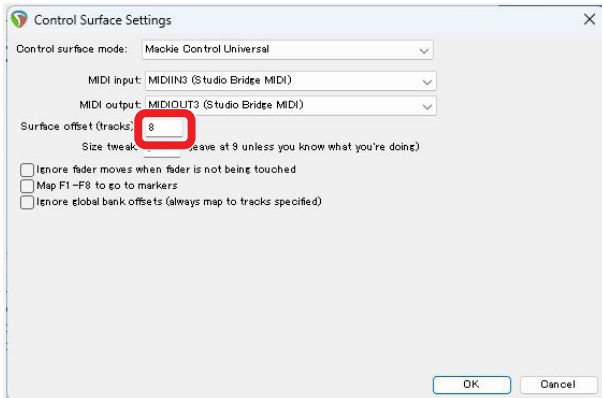 Control Surface Settings
Control surface mode: Mackie Control Universal
MIDI input: MIDIIN3 (Studio Bridge MIDI)
MIDI output: MIDIOUT3 (Studio Bridge MIDI)
Surface offset (tracks) 8
Size tweak: leave at 9 unless you know what you're doing)
Ignore fader moves when fader is not being touched
Map F1-F8 to go to markers
Ignore global bank offsets (always map to tracks specified)
OK Cancel